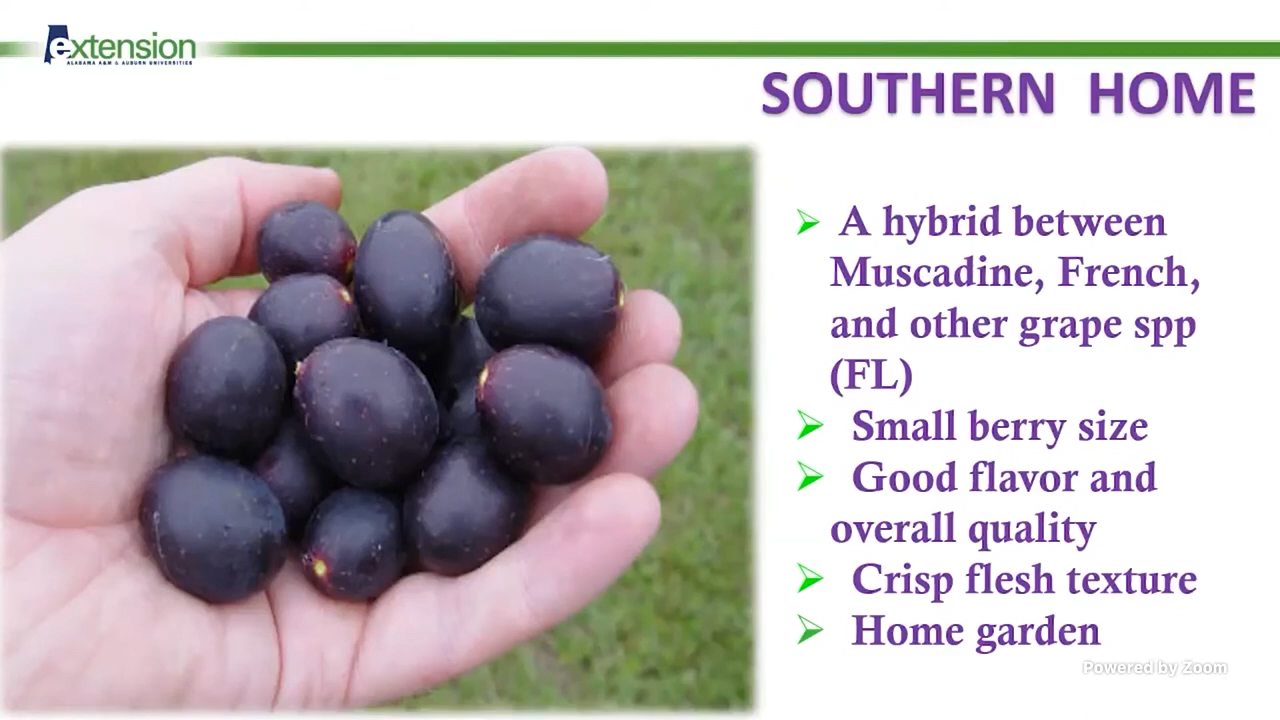 extension
ALABAMA A&M & AUBURN UNIVERSITIES
SOUTHERN HOME
A hybrid between
Muscadine, French,
and other grape spp
(FL)
Small berry size
Good flavor and
overall quality
Crisp flesh texture
Home garden
Powered by Zoom